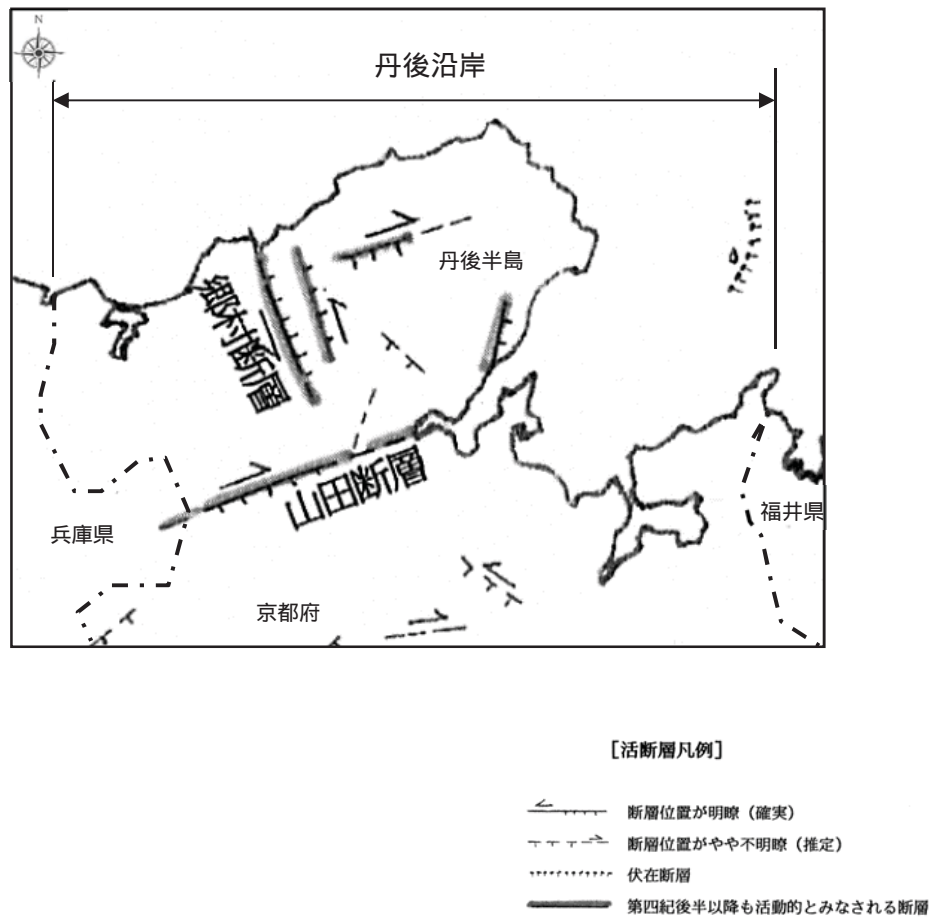 N
丹後沿岸
丹後半島
郷村断層
山田断層
兵庫県
福井県
京都府
[活断層凡例]
断層位置が明瞭（確実）
断層位置がやや不明瞭（推定）
伏在断層
第四紀後半以降も活動的とみなされる断層